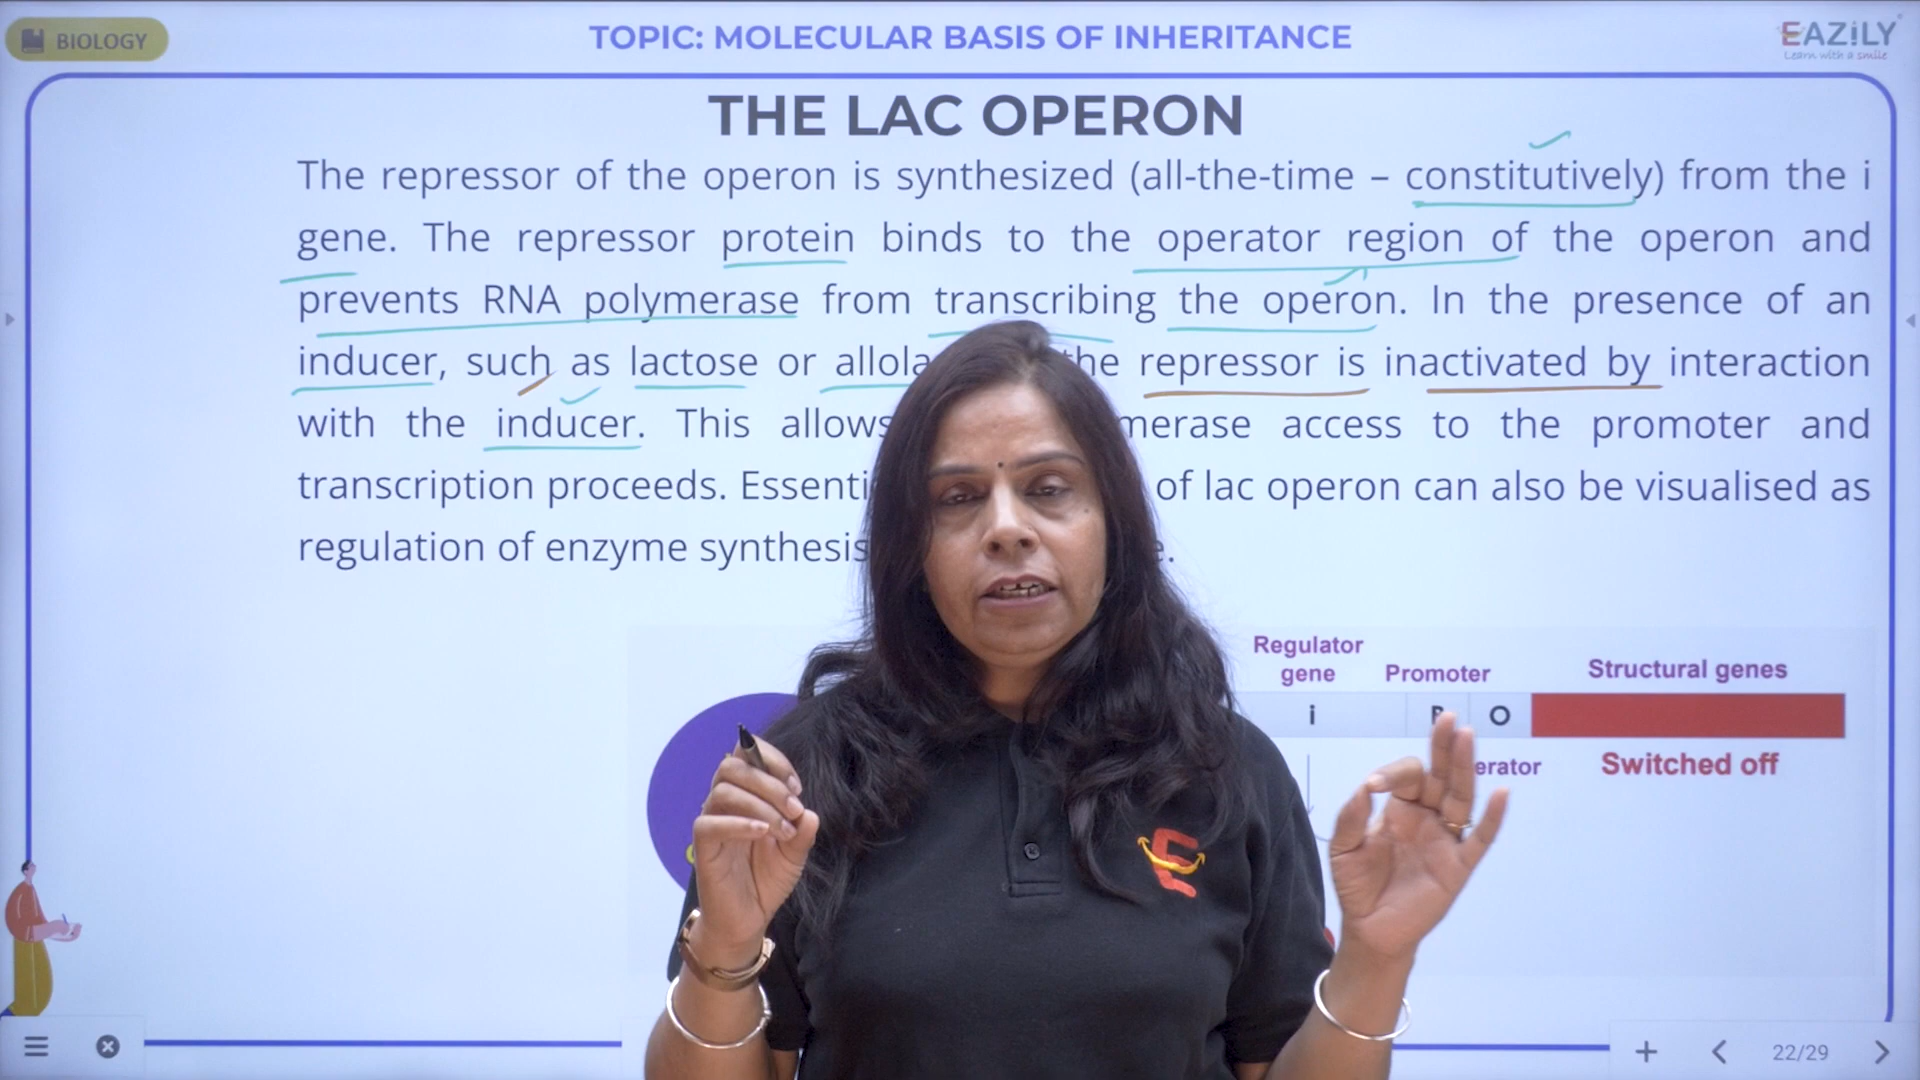 BIOLOGY
TOPIC: MOLECULAR BASIS OF INHERITANCE
EAZiLY
Learn with a smile
THE LAC OPERON
The repressor of the operon is synthesized (all-the-time – constitutively) from the i
gene. The repressor protein binds to the operator region of the operon and
prevents RNA polymerase from transcribing the operon. In the presence of an
inducer, such as lactose or the repressor is inactivated by interaction
with the inducer. This allows access to the promoter and
transcription proceeds. of lac operon can also be visualised as
regulation of enzyme synthesis
Regulator
gene
Promoter
Structural genes
i
O
Switched off
E
22/29